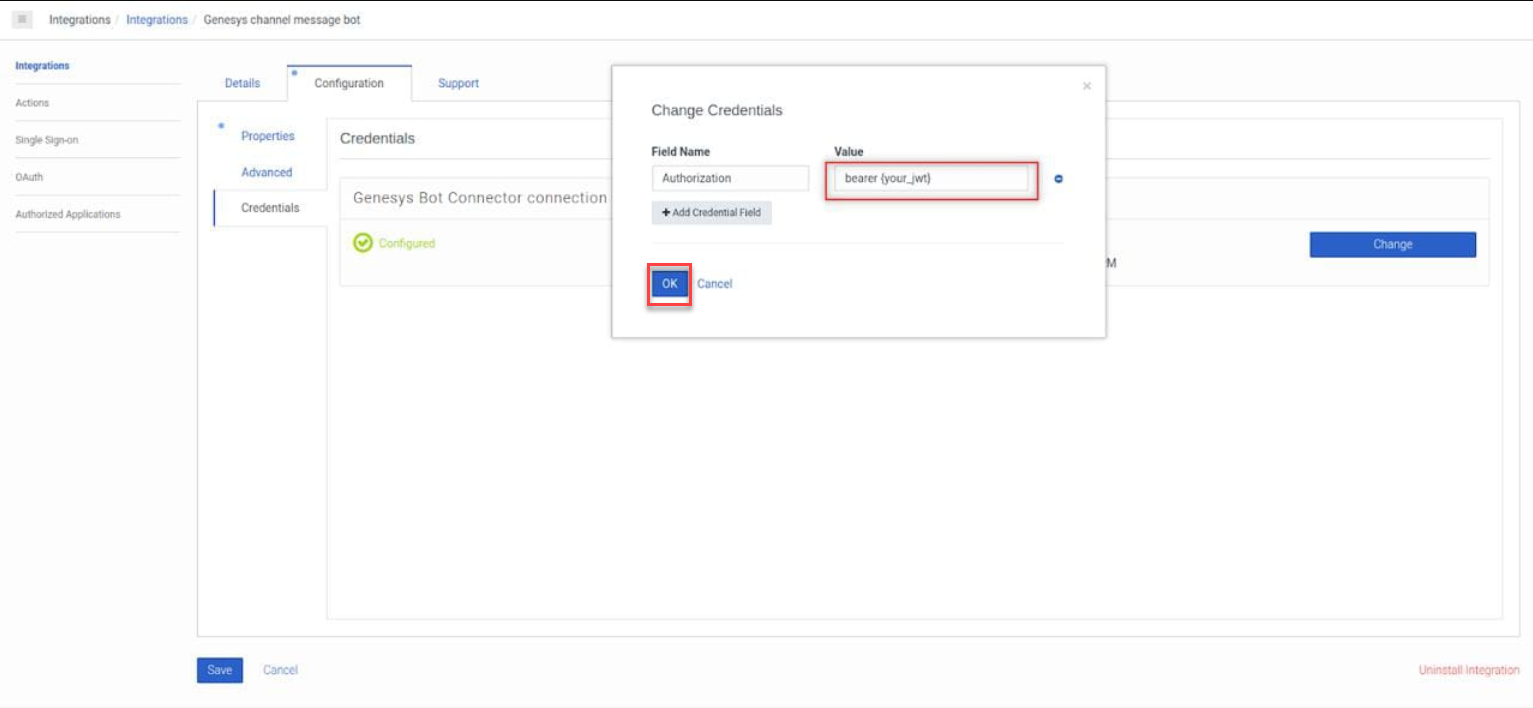 Integrations / Integrations / Genesys channel message bot
Integrations
Actions
Single Sign-on
OAuth
Authorized Applications
Details
Configuration
Support
Properties
Advanced
Credentials
Credentials
Genesys Bot Connector connection
Configured
M
Change
×
Change Credentials
Field Name
Value
Authorization
bearer {your_jwt}
+ Add Credential Field
OK
Cancel
Save
Cancel
Uninstall Integration